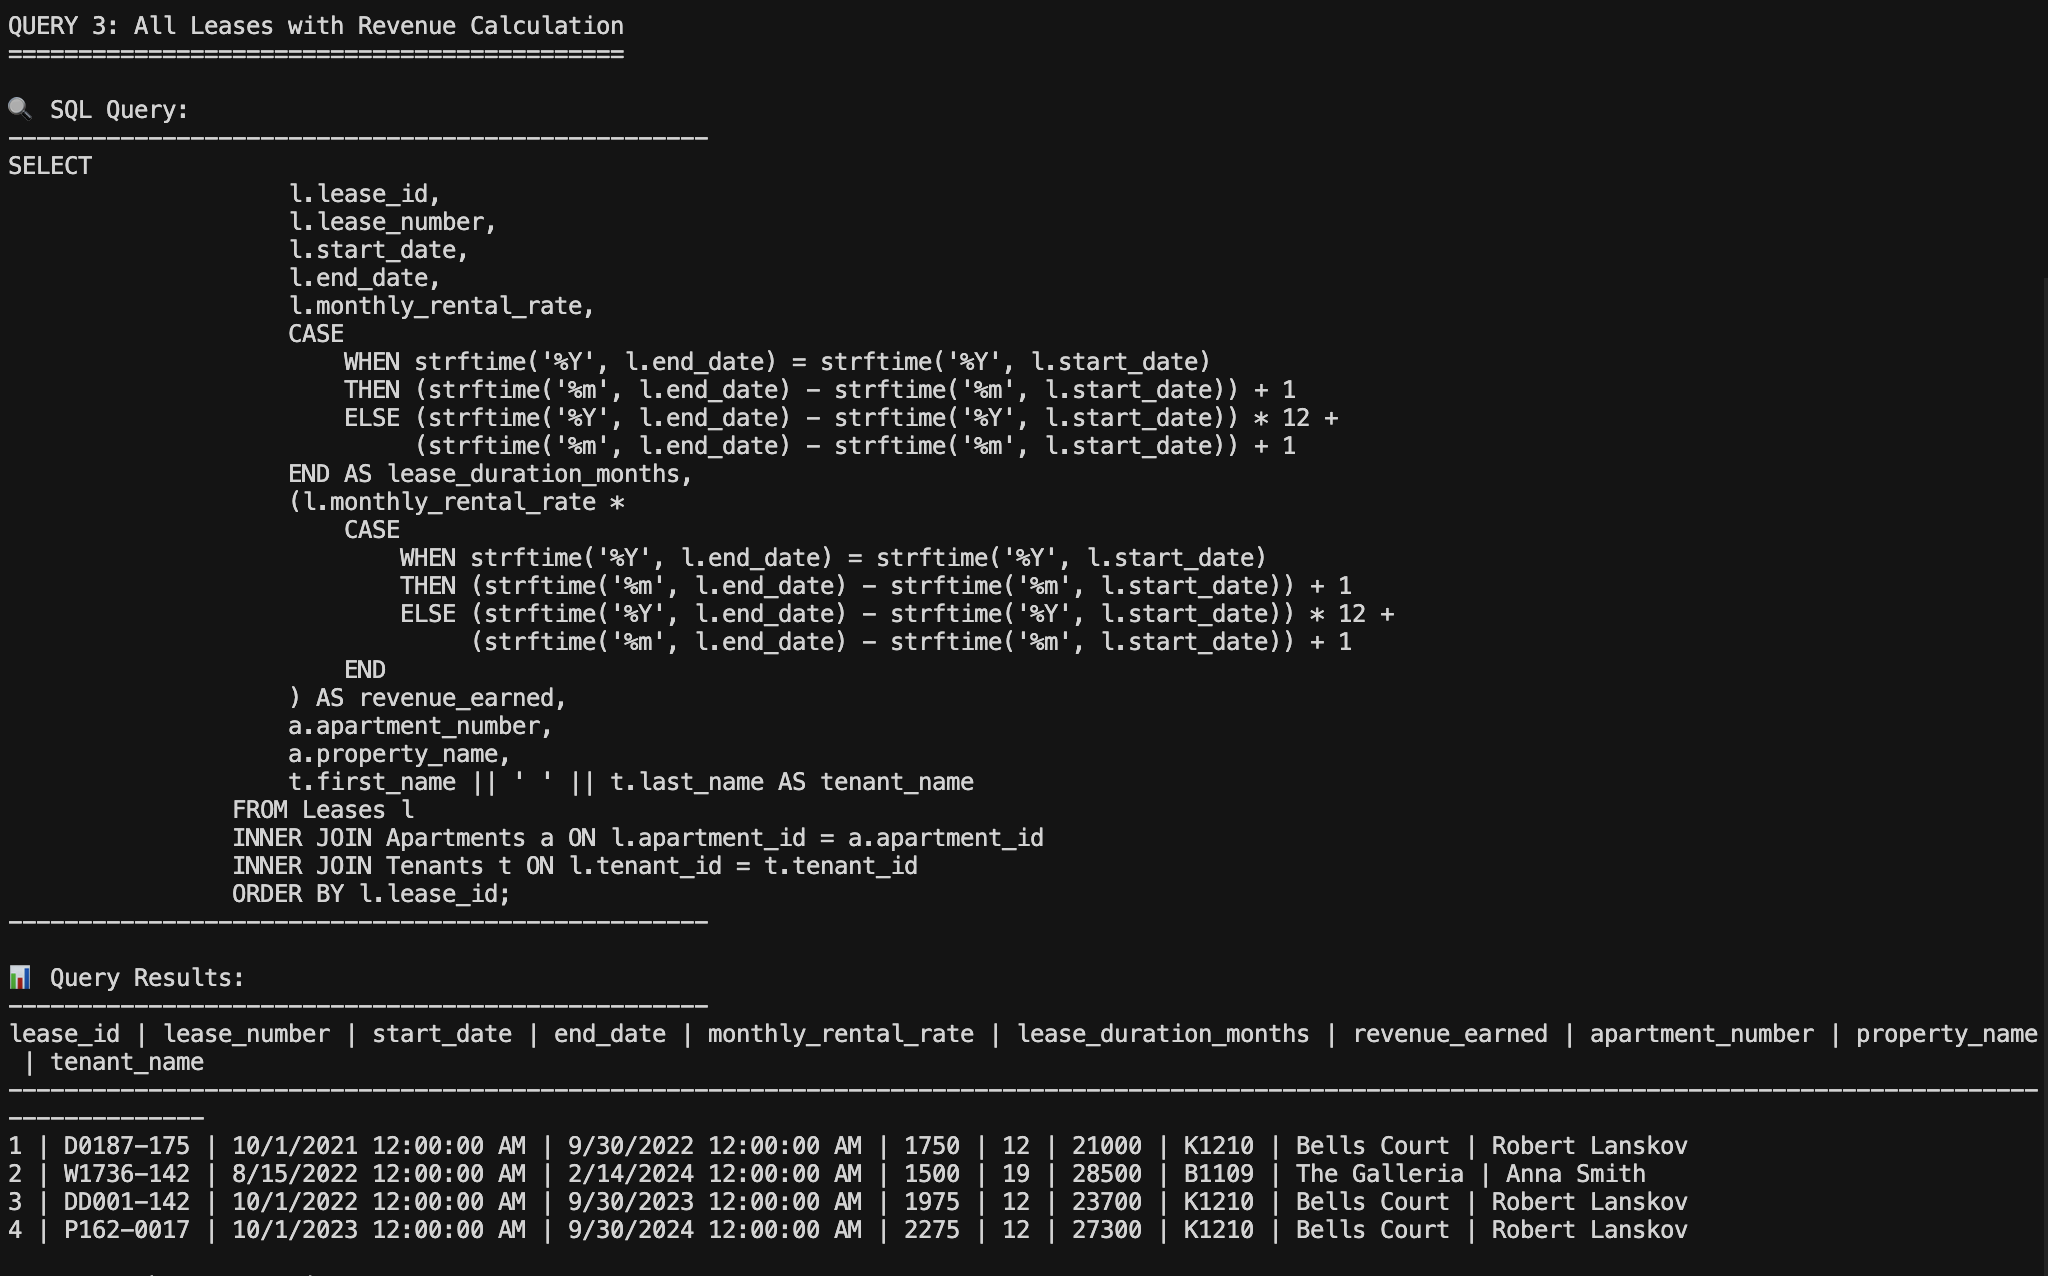 QUERY 3: All Leases with Revenue Calculation
============================================
🔍 SQL Query:
--------------------------------------------------
SELECT
l.lease_id,
l.lease_number,
l.start_date,
l.end_date,
l.monthly_rental_rate,
CASE
WHEN strftime('%Y', l.end_date) = strftime('%Y', l.start_date)
THEN (strftime('%m', l.end_date) - strftime('%m', l.start_date)) + 1
ELSE (strftime('%Y', l.end_date) - strftime('%Y', l.start_date)) * 12 +
(strftime('%m', l.end_date) - strftime('%m', l.start_date)) + 1
END AS lease_duration_months,
(l.monthly_rental_rate *
CASE
WHEN strftime('%Y', l.end_date) = strftime('%Y', l.start_date)
THEN (strftime('%m', l.end_date) - strftime('%m', l.start_date)) + 1
ELSE (strftime('%Y', l.end_date) - strftime('%Y', l.start_date)) * 12 +
(strftime('%m', l.end_date) - strftime('%m', l.start_date)) + 1
END
) AS revenue_earned,
a.apartment_number,
a.property_name,
t.first_name || ' ' || t.last_name AS tenant_name
FROM Leases l
INNER JOIN Apartments a ON l.apartment_id = a.apartment_id
INNER JOIN Tenants t ON l.tenant_id = t.tenant_id
ORDER BY l.lease_id;
--------------------------------------------------
📊 Query Results:
--------------------------------------------------
lease_id | lease_number | start_date | end_date | monthly_rental_rate | lease_duration_months | revenue_earned | apartment_number | property_name
| tenant_name
-------------------------------------------------------------------------------------------------------------------------------------------------
--------------
1 | D0187-175 | 10/1/2021 12:00:00 AM | 9/30/2022 12:00:00 AM | 1750 | 12 | 21000 | K1210 | Bells Court | Robert Lanskov
2 | W1736-142 | 8/15/2022 12:00:00 AM | 2/14/2024 12:00:00 AM | 1500 | 19 | 28500 | B1109 | The Galleria | Anna Smith
3 | DD001-142 | 10/1/2022 12:00:00 AM | 9/30/2023 12:00:00 AM | 1975 | 12 | 23700 | K1210 | Bells Court | Robert Lanskov
4 | P162-0017 | 10/1/2023 12:00:00 AM | 9/30/2024 12:00:00 AM | 2275 | 12 | 27300 | K1210 | Bells Court | Robert Lanskov